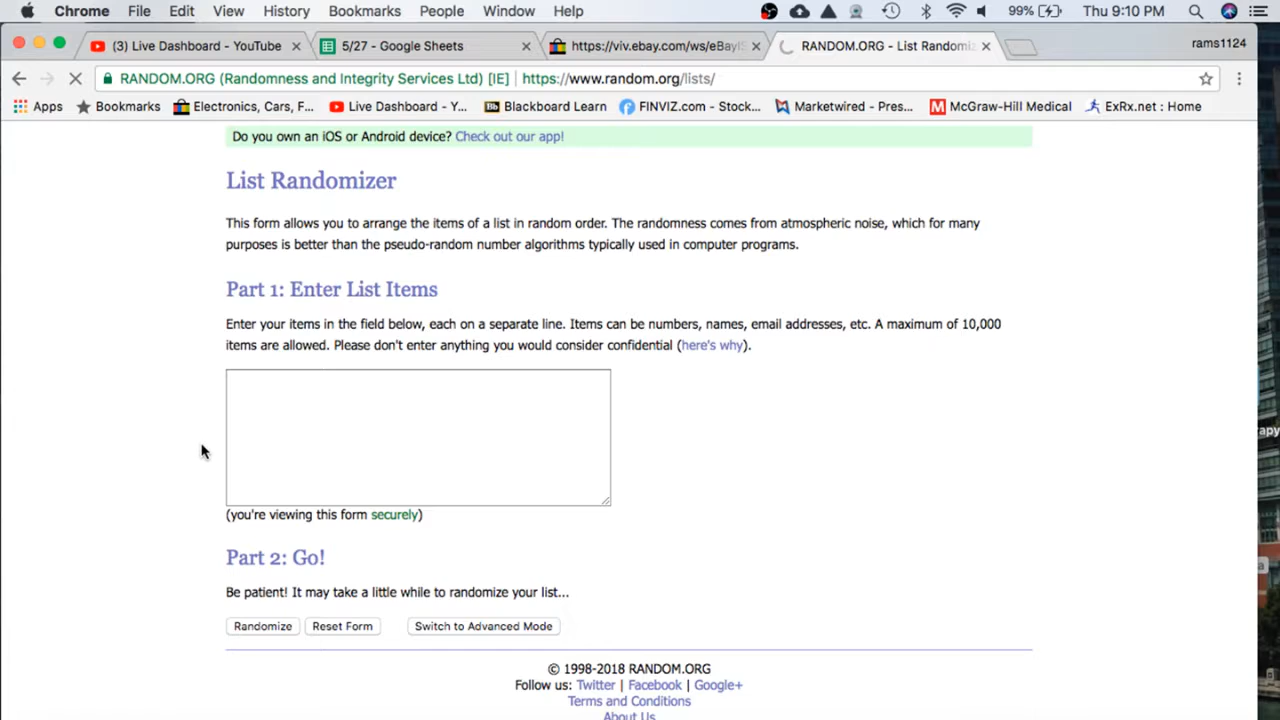 Chrome File Edit View History Bookmarks People Window Help 99% Thu 9:10 PM
(3) Live Dashboard - YouTube 5/27 - Google Sheets https://viv.ebay.com/ws/eBayIS RANDOM.ORG - List Randomiz rams1124
RANDOM.ORG (Randomness and Integrity Services Ltd) [IE] https://www.random.org/lists/
Apps Bookmarks Electronics, Cars, F... Live Dashboard - Y... Bb Blackboard Learn FINVIZ.com - Stock... Marketwired - Pres... M McGraw-Hill Medical ExRx.net : Home
Do you own an iOS or Android device? Check out our app!
List Randomizer
This form allows you to arrange the items of a list in random order. The randomness comes from atmospheric noise, which for many
purposes is better than the pseudo-random number algorithms typically used in computer programs.
Part 1: Enter List Items
Enter your items in the field below, each on a separate line. Items can be numbers, names, email addresses, etc. A maximum of 10,000
items are allowed. Please don't enter anything you would consider confidential (here's why).
apy
(you're viewing this form securely)
Part 2: Go!
a
Be patient! It may take a little while to randomize your list...
Randomize Reset Form Switch to Advanced Mode
© 1998-2018 RANDOM.ORG
Follow us: Twitter | Facebook | Google+
Terms and Conditions
About Us